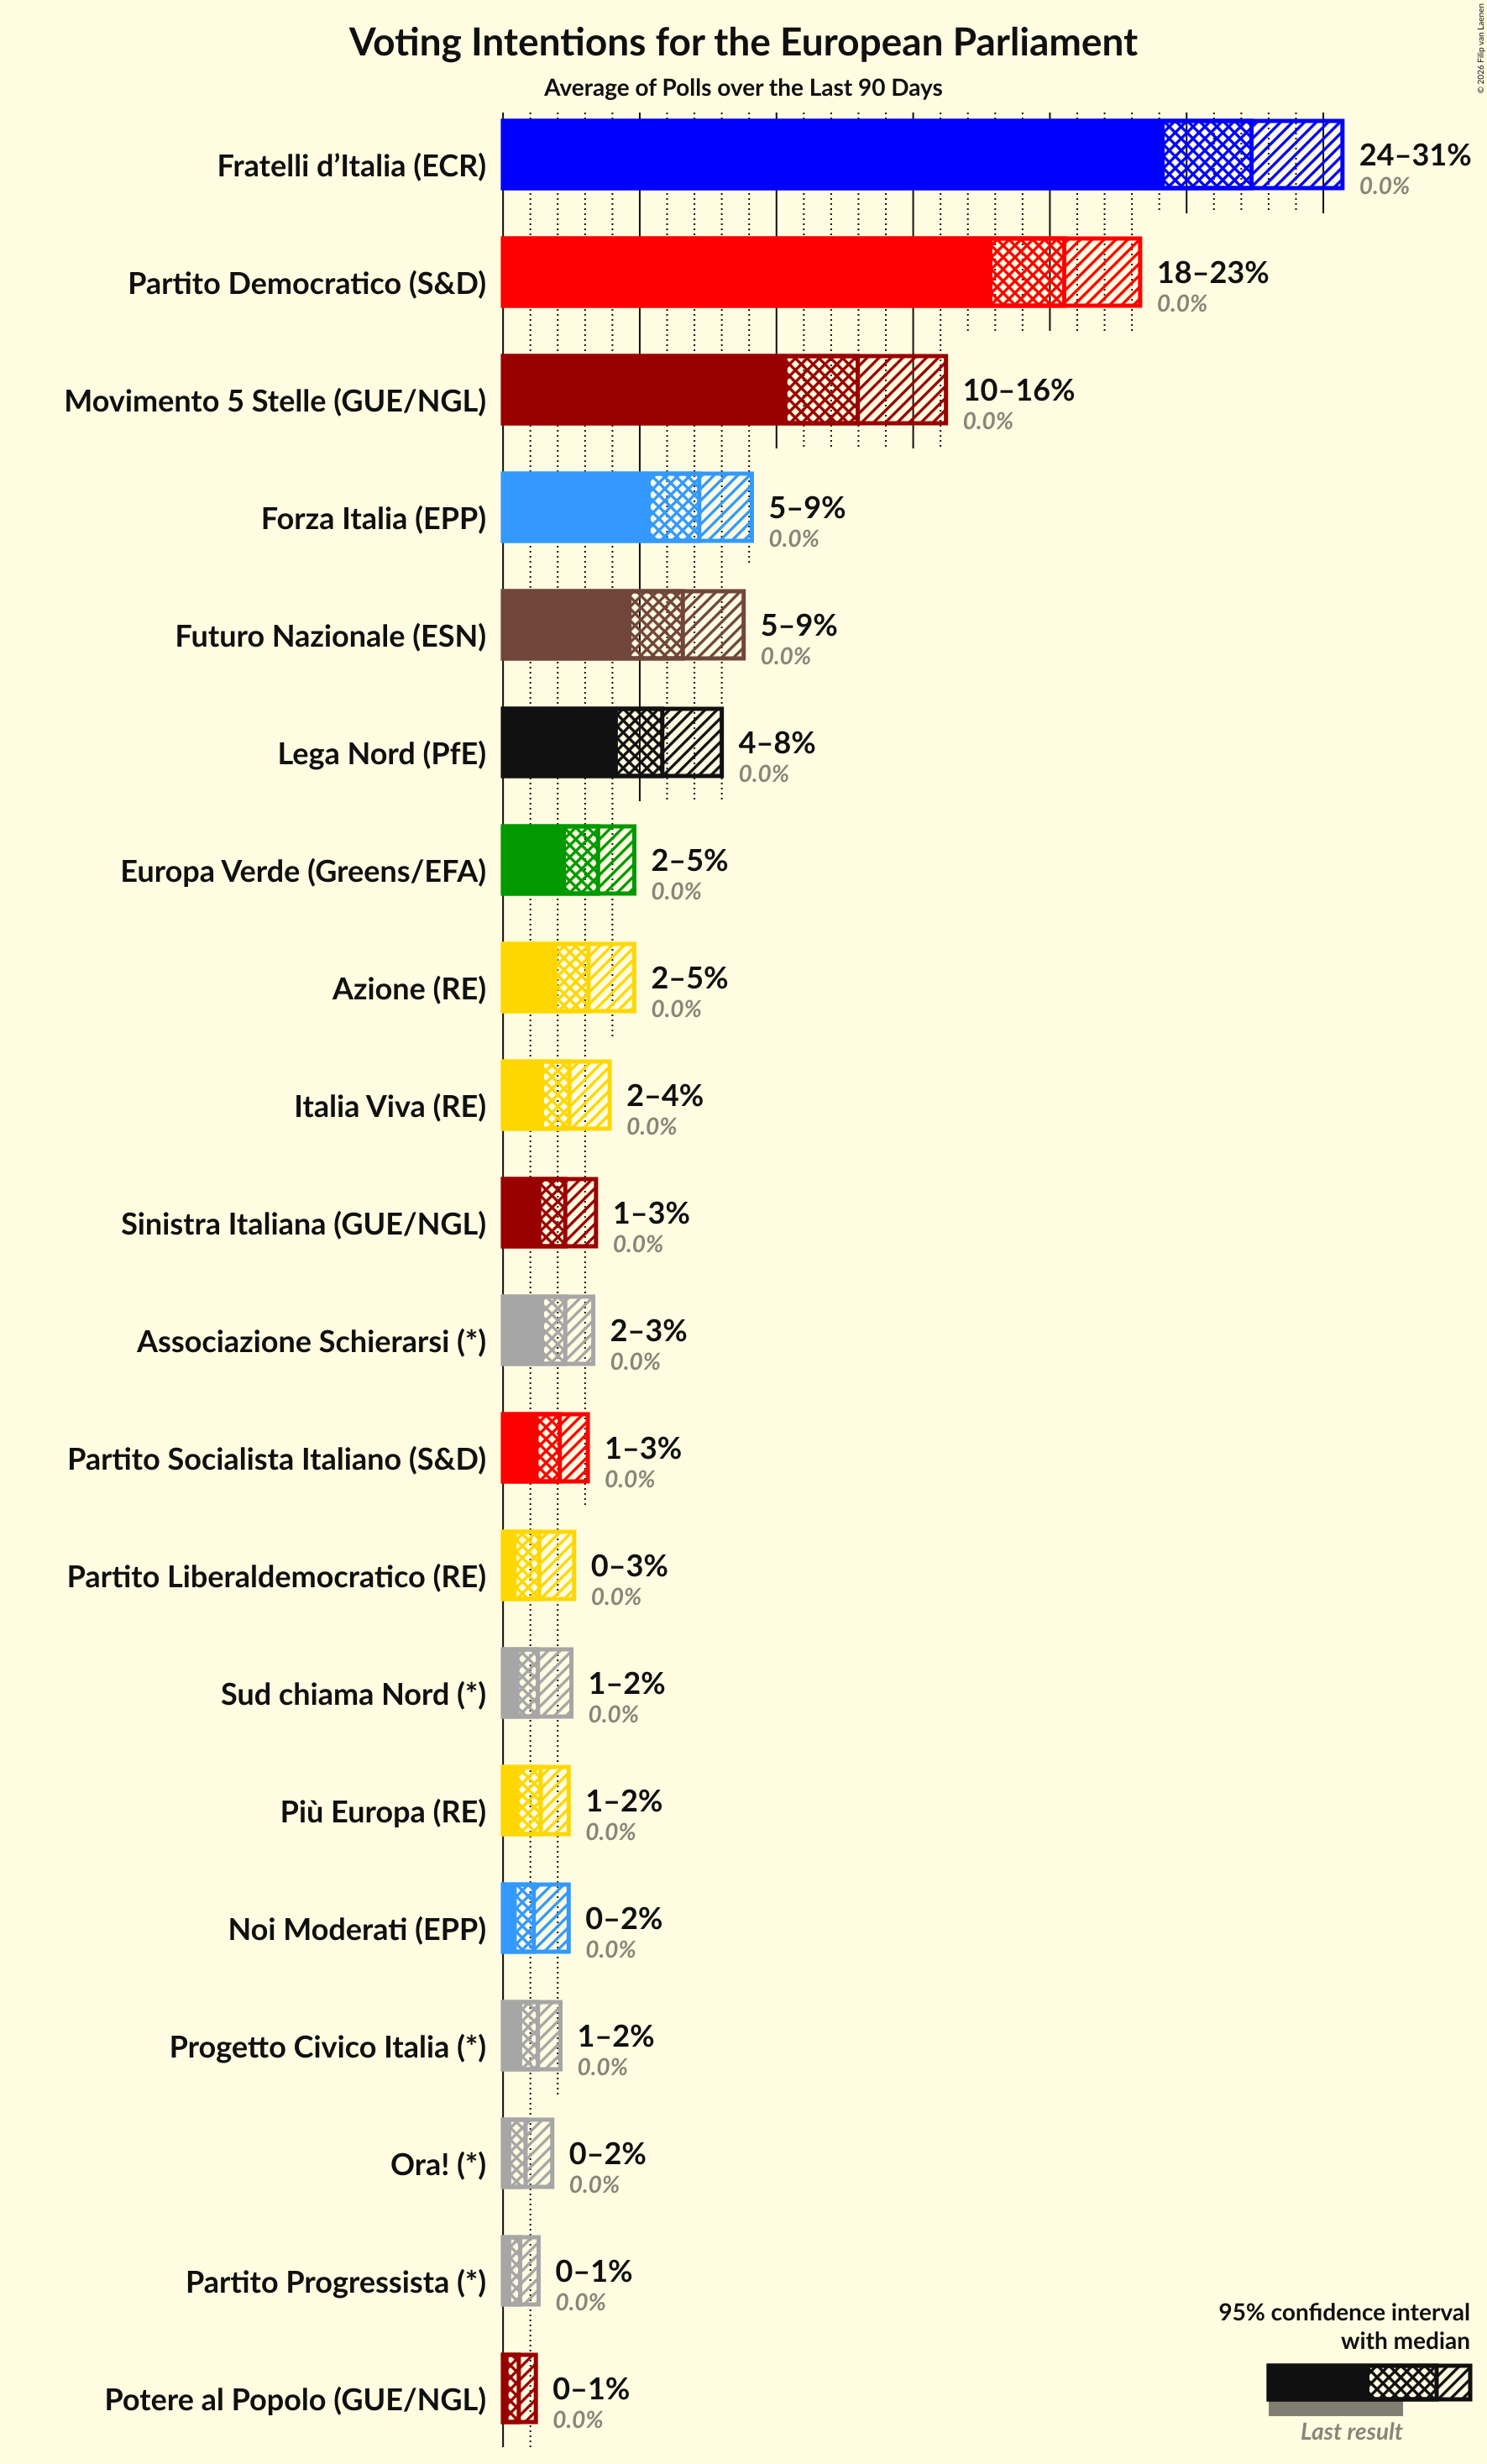 Voting Intentions for the European Parliament
Average of Polls over the Last 90 Days
© 2026 Filip van Laenen
Fratelli d’Italia (ECR)
24–31%
0.0%
Partito Democratico (S&D)
18–23%
0.0%
Movimento 5 Stelle (GUE/NGL)
10–16%
0.0%
Forza Italia (EPP)
5–9%
0.0%
Futuro Nazionale (ESN)
5–9%
0.0%
Lega Nord (PfE)
4–8%
0.0%
Europa Verde (Greens/EFA)
2–5%
0.0%
Azione (RE)
2–5%
0.0%
Italia Viva (RE)
2–4%
0.0%
Sinistra Italiana (GUE/NGL)
1–3%
0.0%
Associazione Schierarsi (*)
2–3%
0.0%
Partito Socialista Italiano (S&D)
1–3%
0.0%
Partito Liberaldemocratico (RE)
0–3%
0.0%
Sud chiama Nord (*)
1–2%
0.0%
Più Europa (RE)
1–2%
0.0%
Noi Moderati (EPP)
0–2%
0.0%
Progetto Civico Italia (*)
1–2%
0.0%
Ora! (*)
0–2%
0.0%
Partito Progressista (*)
0–1%
0.0%
Potere al Popolo (GUE/NGL)
0–1%
0.0%
95% confidence interval
with median
Last result